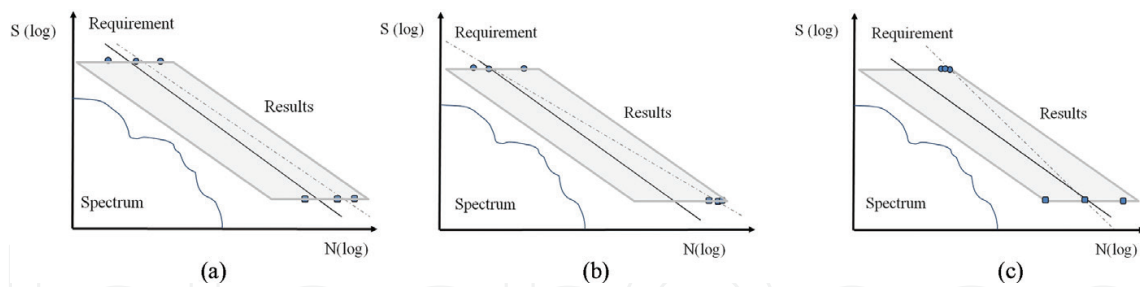 S (log)
Requirement
Results
Spectrum
N(log)
(a)
S (log)
Requirement
Results
Spectrum
N(log)
(b)
S (log)
Requirement
Results
Spectrum
N(log)
(c)